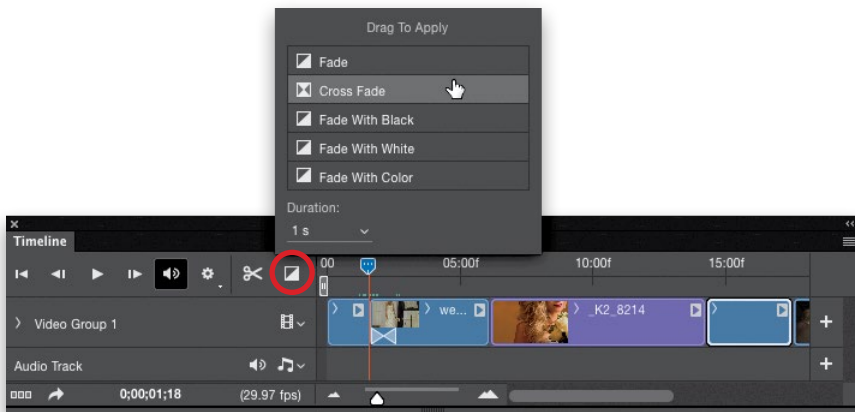 Drag To Apply
Fade
Cross Fade
Fade With Black
Fade With White
Fade With Color
Duration:
1 s
Timeline
00 05:00f 10:00f 15:00f
Video Group 1 we... _K2_8214
Audio Track
0;00;01;18 (29.97 fps)